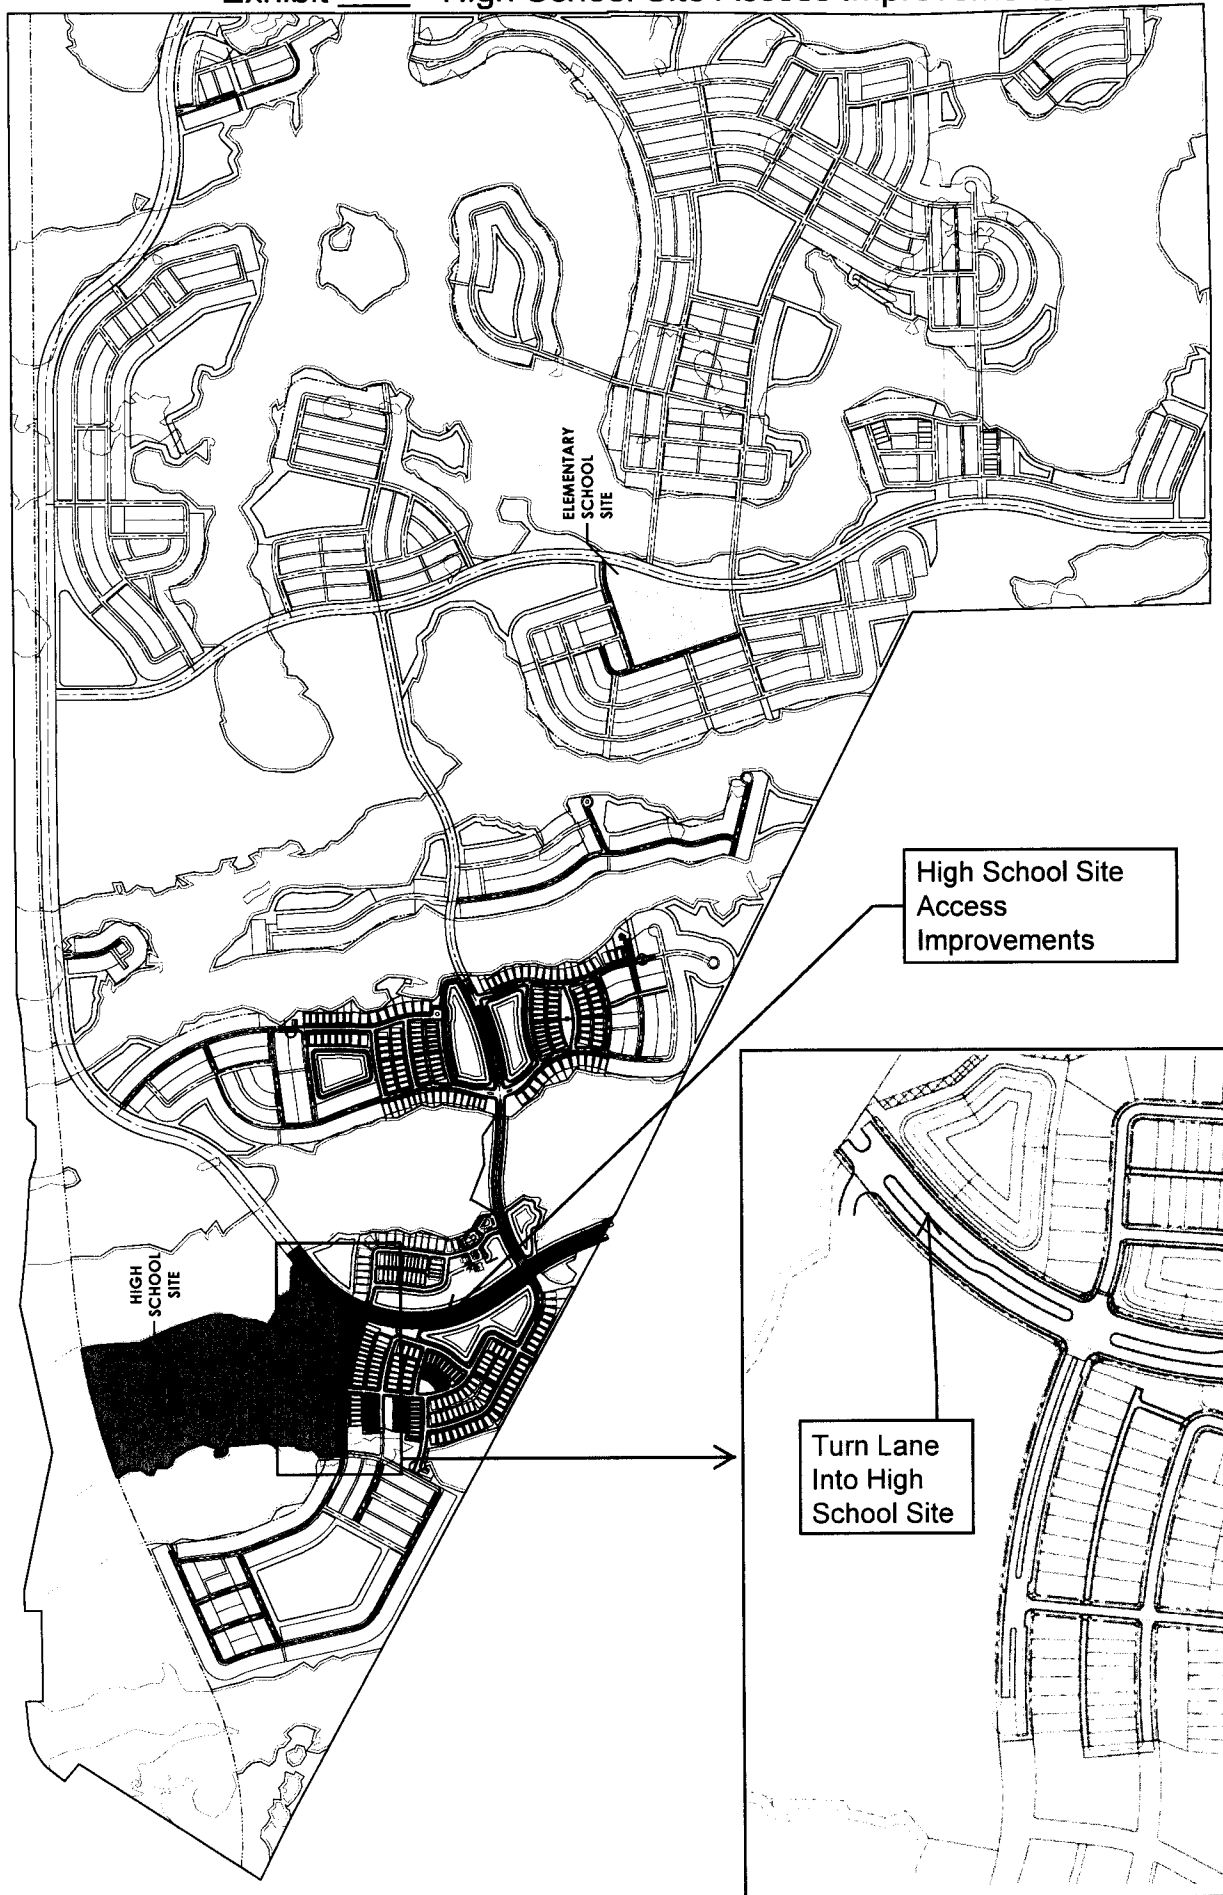 Exhibit ____ High School Site Access Improvements
ELEMENTARY
SCHOOL
SITE
High School Site
Access
Improvements
HIGH
SCHOOL
SITE
Turn Lane
Into High
School Site